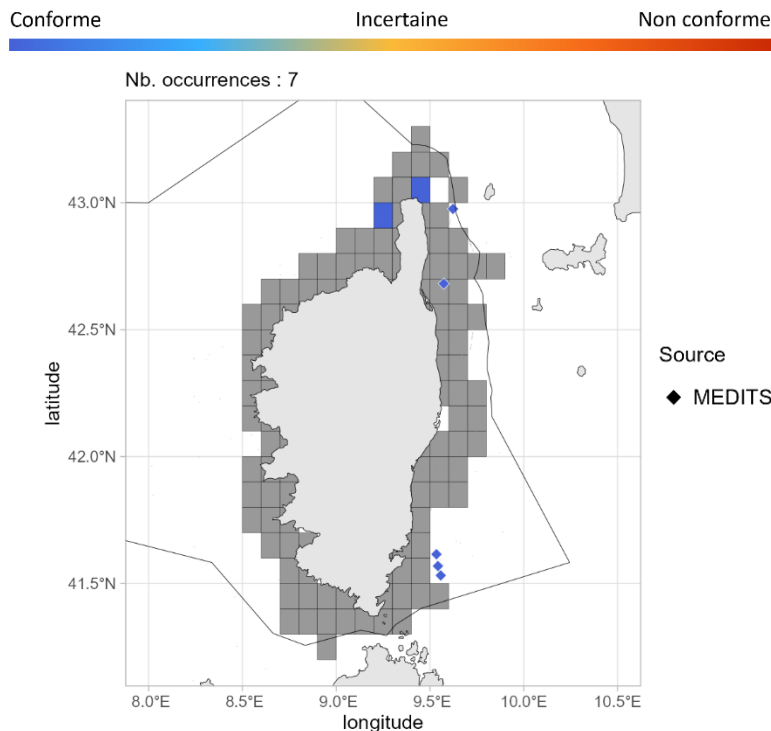 Conforme Incertaine Non conforme
Nb. occurrences : 7
43.0°N
42.5°N
42.0°N
41.5°N
latitude
8.0°E 8.5°E 9.0°E 9.5°E 10.0°E 10.5°E
longitude
Source
MEDITS